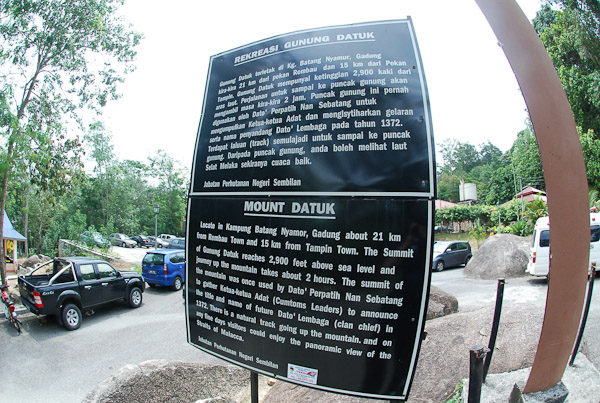 REKREASI GUNUNG DATUK
Gunung Datuk terletak di Kg. Batang Nyamur, Gadung
kira-kira 21 km dari pekan Rembau dan 15 km dari Pekan
Tampin. Gunung Datuk mempunyai ketinggian 2,900 kaki dari
aras laut. Perjalanan untuk sampai ke puncak gunung akan
mengambil masa kira-kira 2 jam. Puncak gunung ini pernah
digunakan oleh Dato' Perpatih Nan Sebatang untuk
mengumpulkan Ketua-ketua Adat dan mengisytiharkan gelaran
serta nama penyandang Dato' Lembaga pada tahun 1372.
Terdapat laluan (track) semulajadi untuk sampai ke puncak
gunung. Daripada puncak gunung, anda boleh melihat laut
Selat Melaka sekiranya cuaca baik.
Jabatan Perhutanan Negeri Sembilan
MOUNT DATUK
Locate in Kampung Batang Nyamor, Gadung about 21 km
from Rembau Town and 15 km from Tampin Town. The Summit
of Gunung Datuk reaches 2,900 feet above sea level and
journey up the mountain takes about 2 hours. The summit of
the mountain was once used by Dato' Perpatih Nan Sebatang
to gither Ketua-ketua Adat (Cumtoms Leaders) to announce
the title and name of future Dato' Lembaga (clan chief) in
1372. There is a natural track going up the mountain. and on
any fine days visitors could enjoy the panoramic view of the
Straits of Malacca.
Jabatan Perhutanan Negeri Sembilan